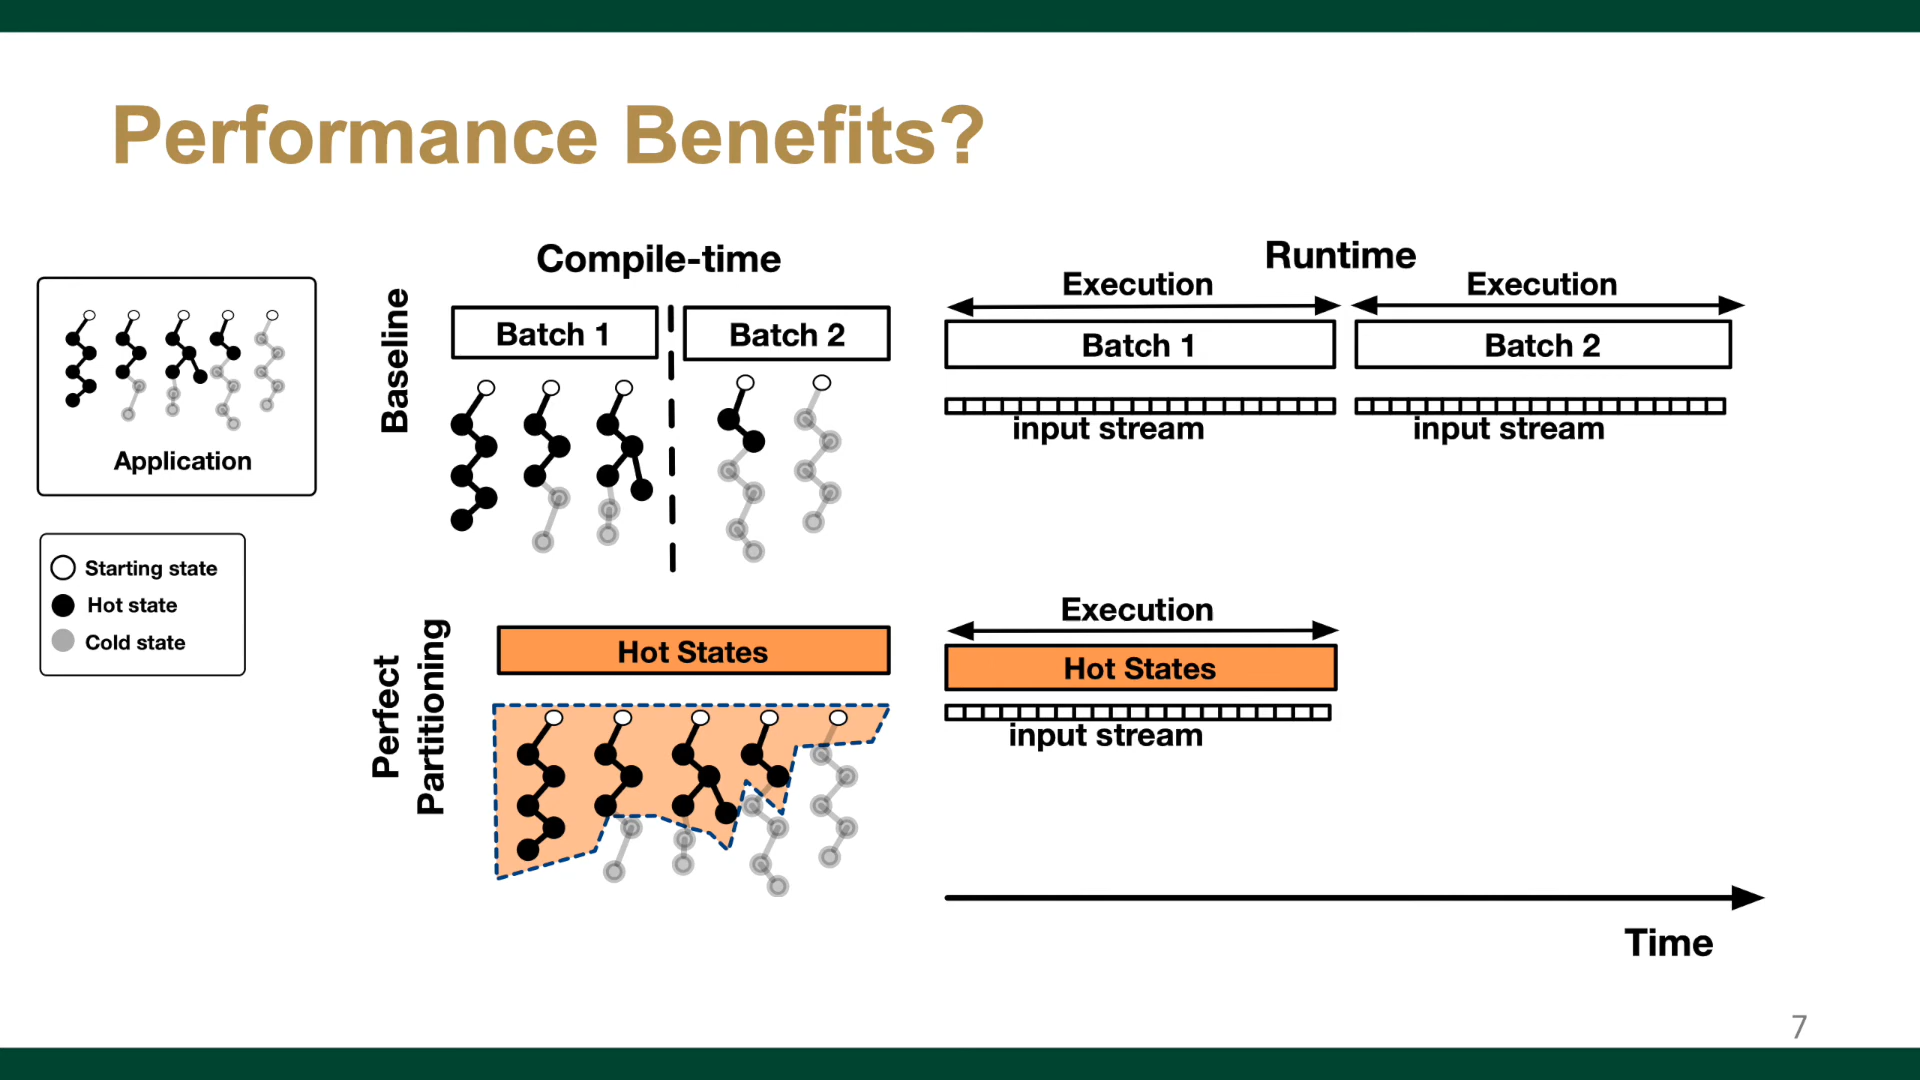 Performance Benefits?
Application
Starting state
Hot state
Cold state
Compile-time
Baseline
Batch 1
Batch 2
Runtime
Execution
Execution
Batch 1
Batch 2
input stream
input stream
Perfect
Partitioning
Hot States
Execution
Hot States
input stream
Time
7